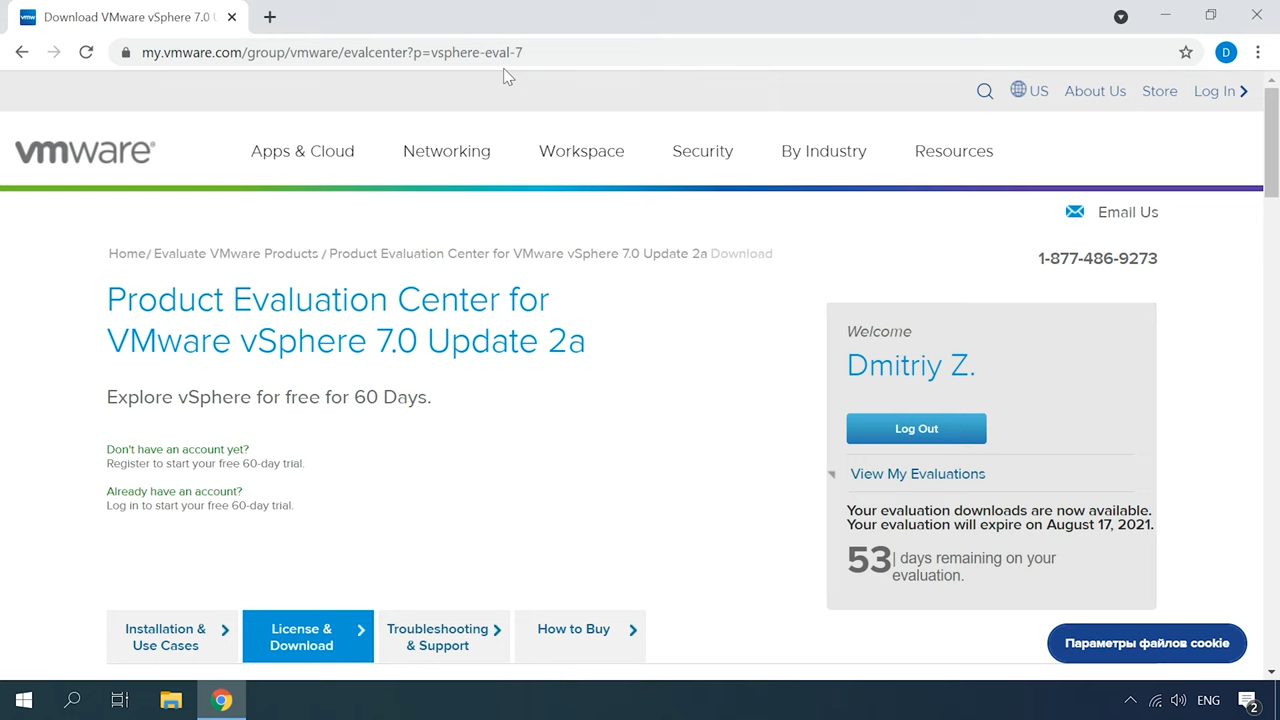 vmw Download VMware vSphere 7.0 U
my.vmware.com/group/vmware/evalcenter?p=vsphere-eval-7
D
US About Us Store Log In
vmware
Apps & Cloud Networking Workspace Security By Industry Resources
Email Us
Home/ Evaluate VMware Products / Product Evaluation Center for VMware vSphere 7.0 Update 2a Download
1-877-486-9273
Product Evaluation Center for
VMware vSphere 7.0 Update 2a
Explore vSphere for free for 60 Days.
Don't have an account yet?
Register to start your free 60-day trial.
Already have an account?
Log in to start your free 60-day trial.
Welcome
Dmitriy Z.
Log Out
View My Evaluations
Your evaluation downloads are now available.
Your evaluation will expire on August 17, 2021.
53| days remaining on your
evaluation.
Installation &
Use Cases
License &
Download
Troubleshooting
& Support
How to Buy
Параметры файлов cookie
ENG
2